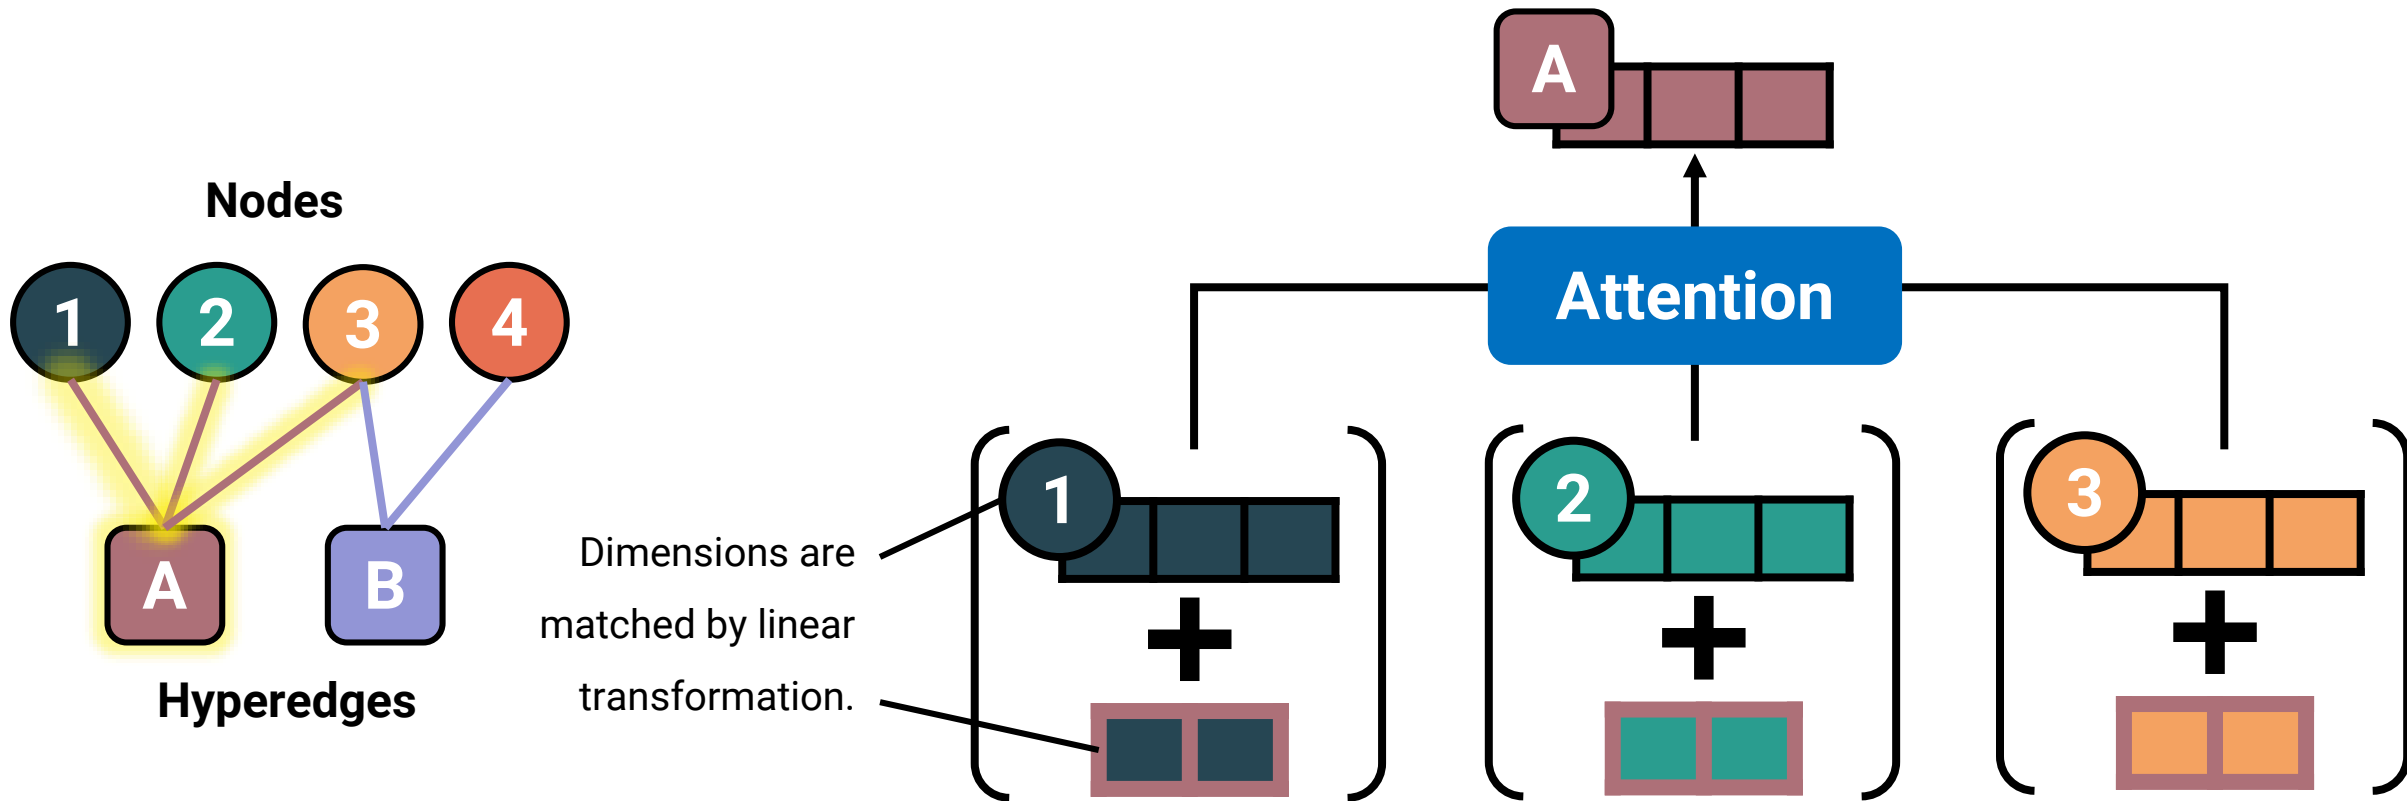 Nodes
1 2 3 4
A B
Hyperedges
A
Attention
1 2 3
Dimensions are
matched by linear
transformation.
+ + +